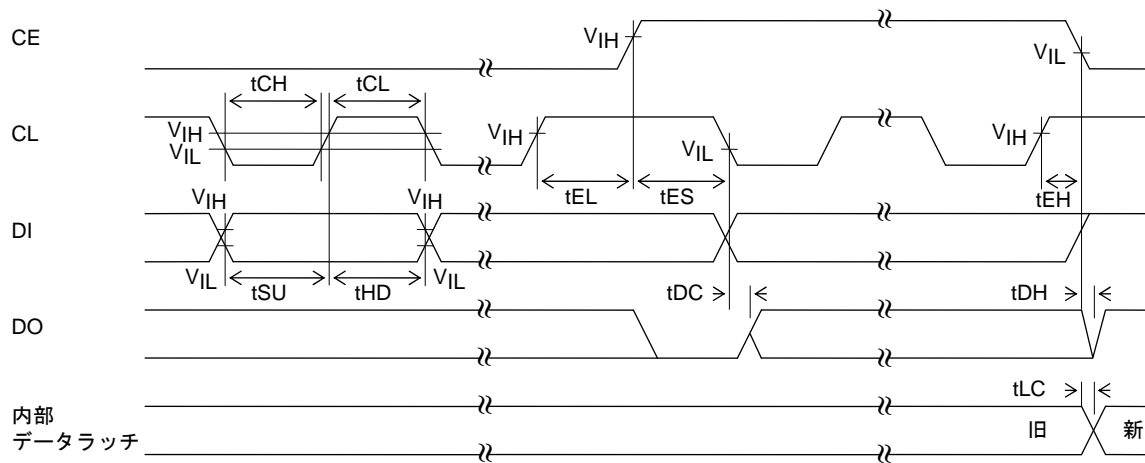 CE
VIH
VIL
tCH
tCL
CL
VIH
VIL
VIH
VIL
VIH
tEL
tES
tEH
DI
VIH
VIH
VIL
VIL
tSU
tHD
tDC
tDH
DO
tLC
内部
データラッチ
旧
新